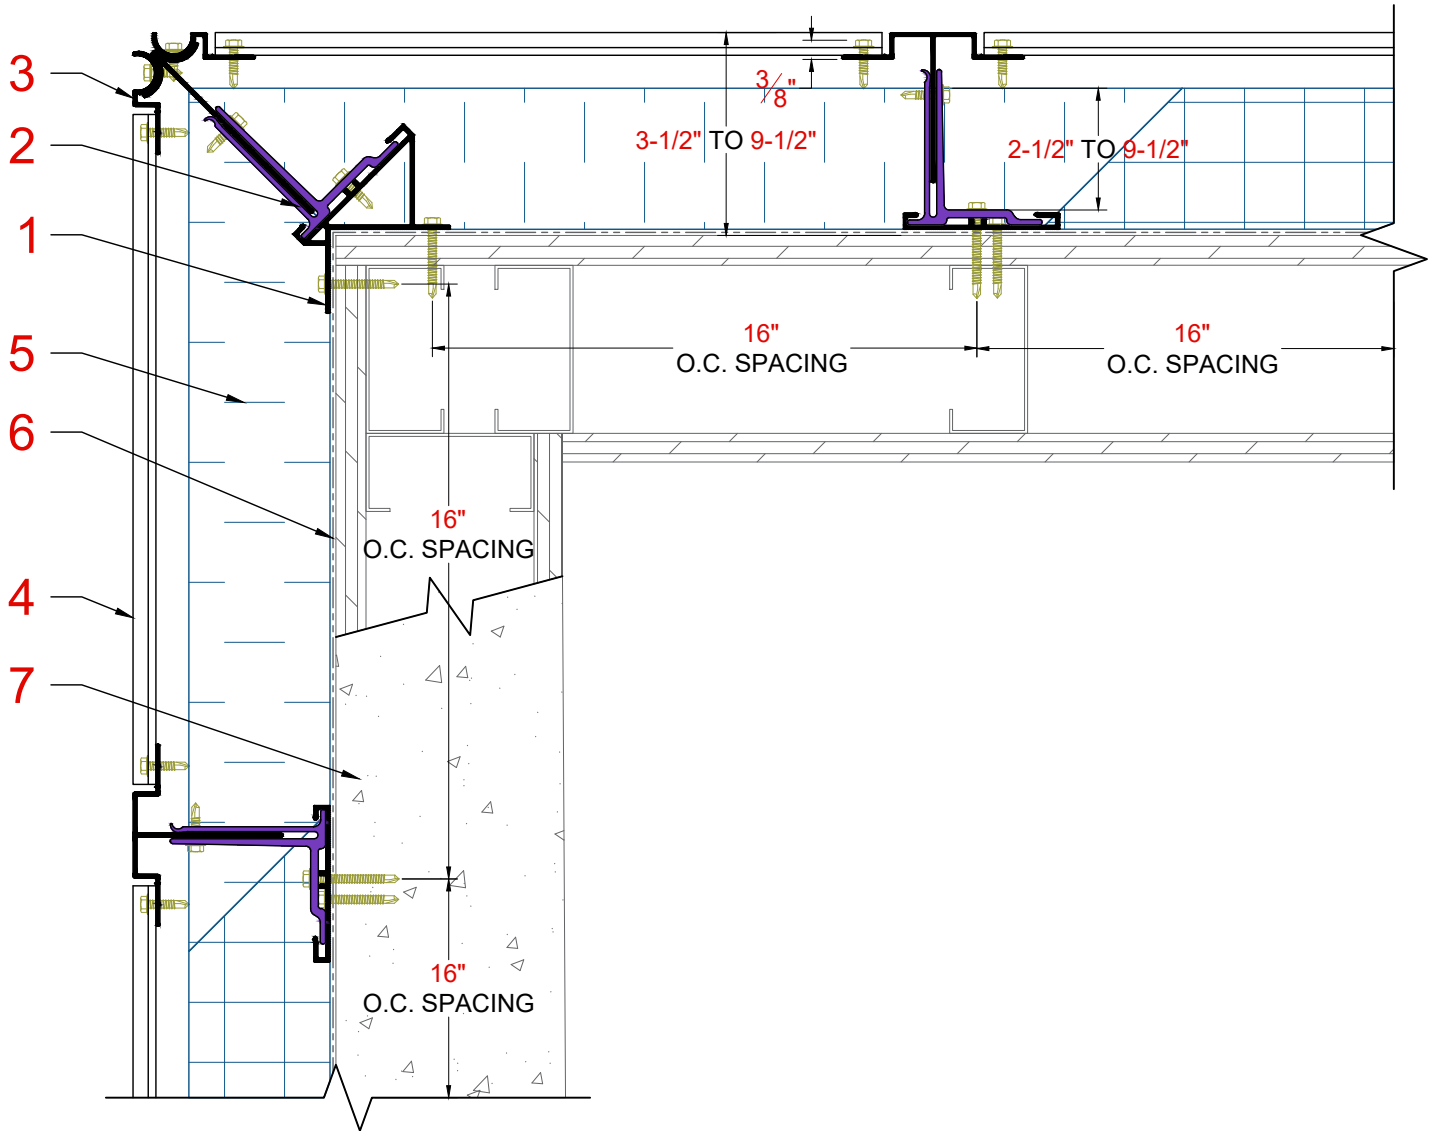 3
2
1
5
6
4
7
3/8"
3-1/2" TO 9-1/2"
2-1/2" TO 9-1/2"
16"
O.C. SPACING
16"
O.C. SPACING
16"
O.C. SPACING
16"
O.C. SPACING